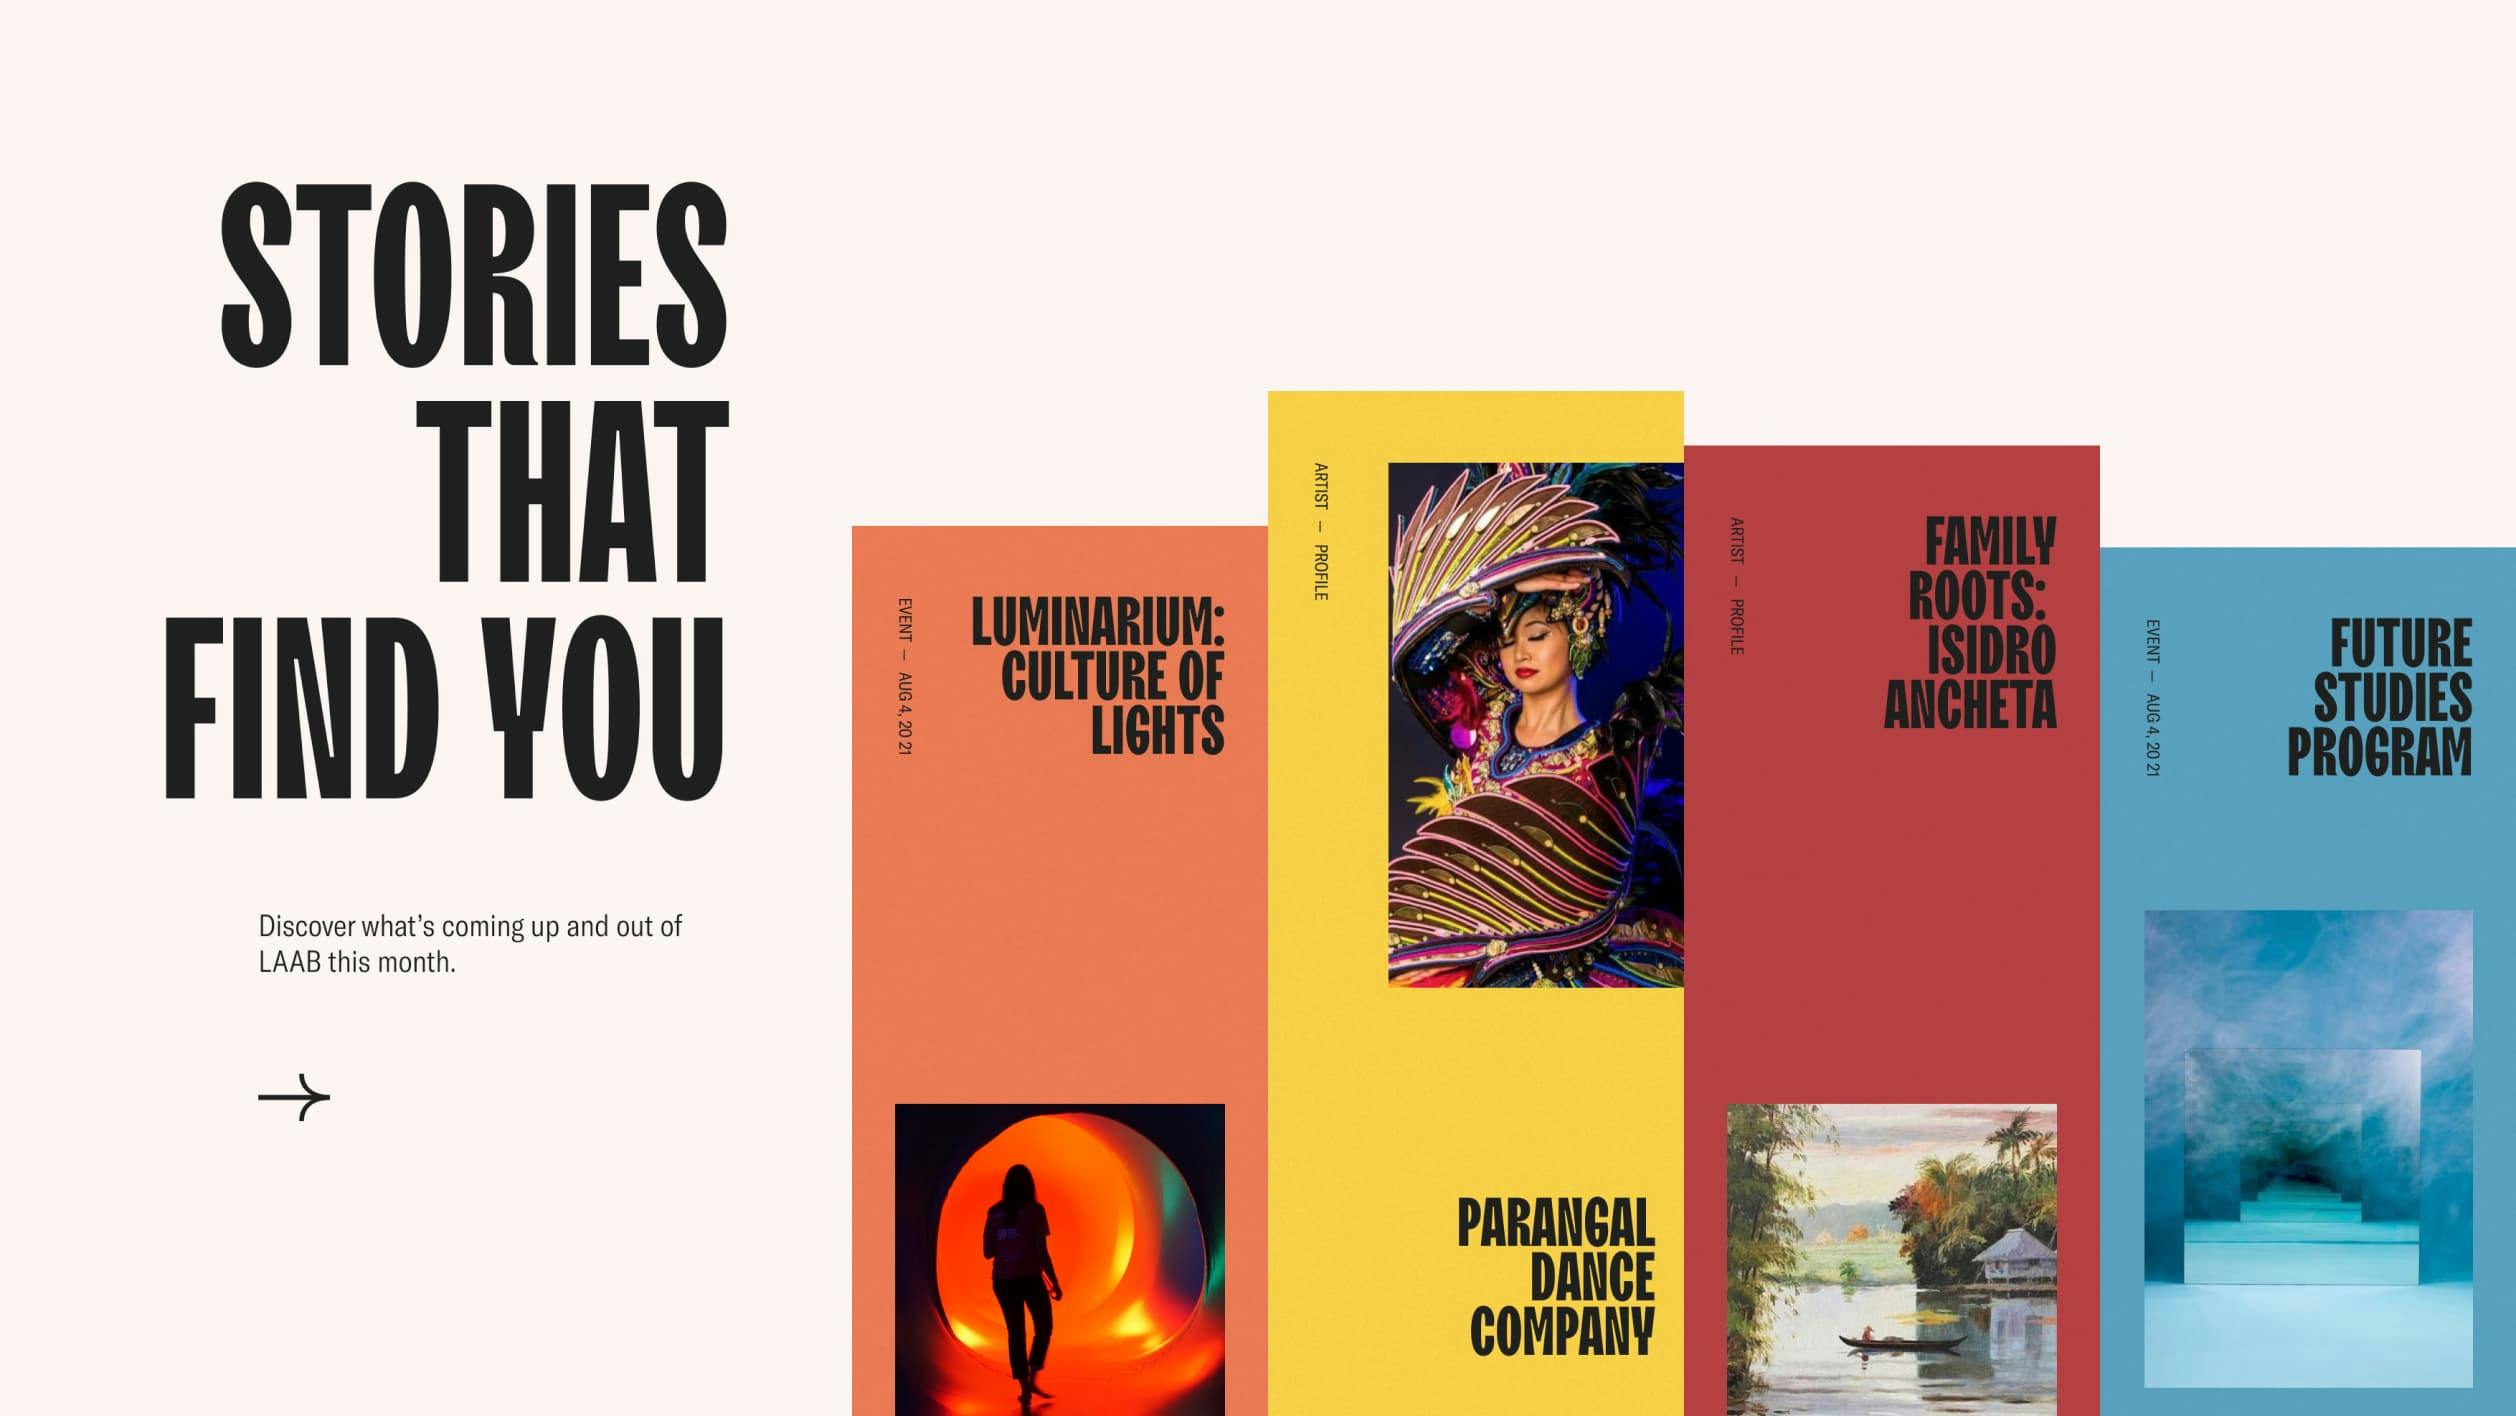 STORIES
THAT
FIND YOU
Discover what’s coming up and out of
LAAB this month.
EVENT — AUG 4, 20 21
LUMINARIUM:
CULTURE OF
LIGHTS
ARTIST — PROFILE
PARANGAL
DANCE
COMPANY
ARTIST — PROFILE
FAMILY
ROOTS:
ISIDRO
ANCHETA
EVENT — AUG 4, 20 21
FUTURE
STUDIES
PROGRAM